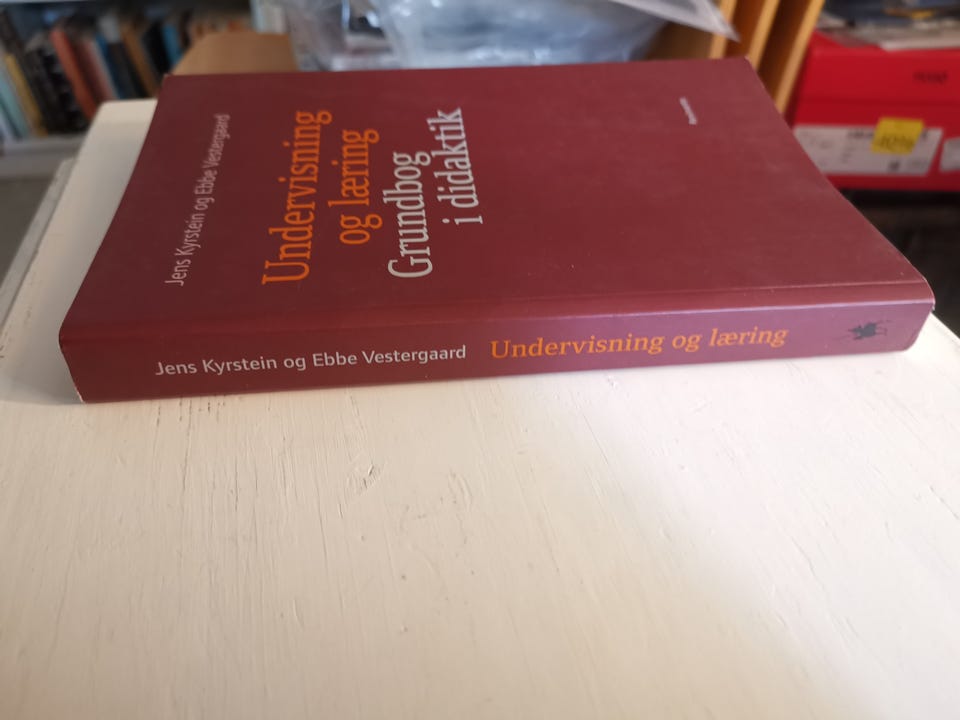 Jens Kyrstein og Ebbe Vestergaard
Undervisning
og læring
Grundbog
i didaktik
Jens Kyrstein og Ebbe Vestergaard Undervisning og læring